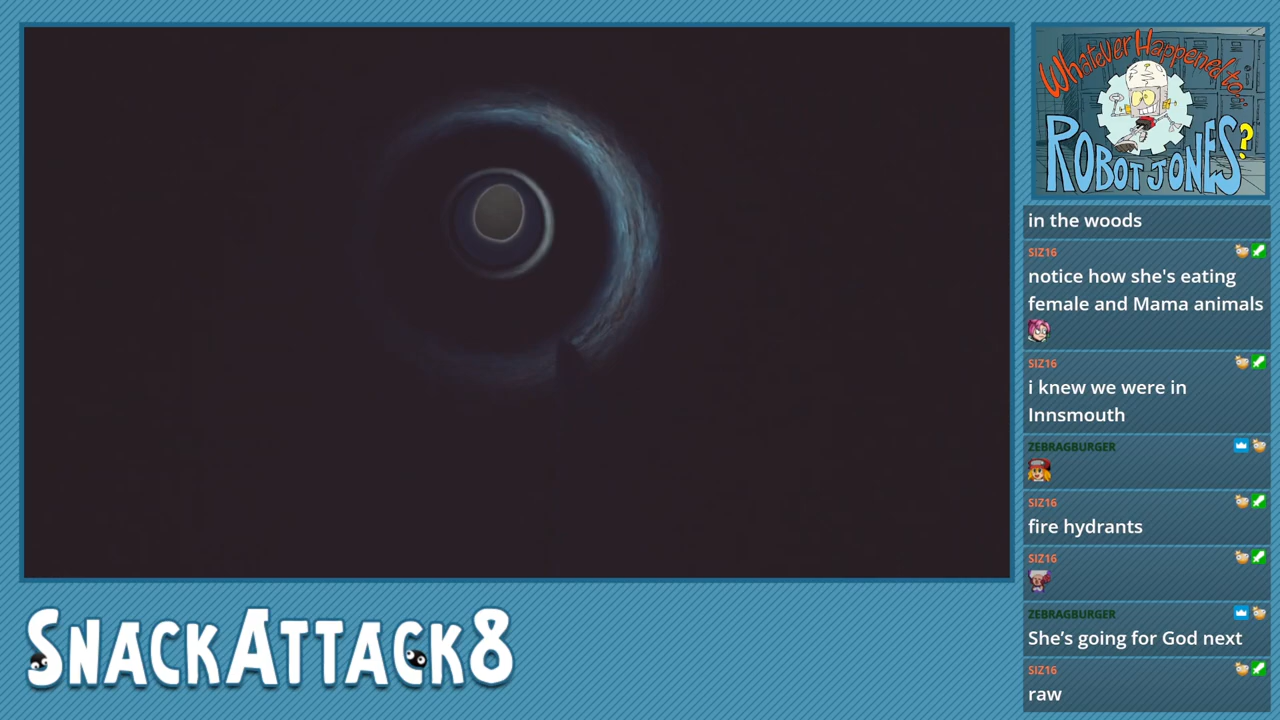 Whatever Happened to..
ROBOT JONES?
in the woods
SIZ16
notice how she's eating
female and Mama animals
SIZ16
i knew we were in
Innsmouth
ZEBRAGBURGER
SIZ16
fire hydrants
SIZ16
ZEBRAGBURGER
She’s going for God next
SIZ16
raw
SNACKATTACK8